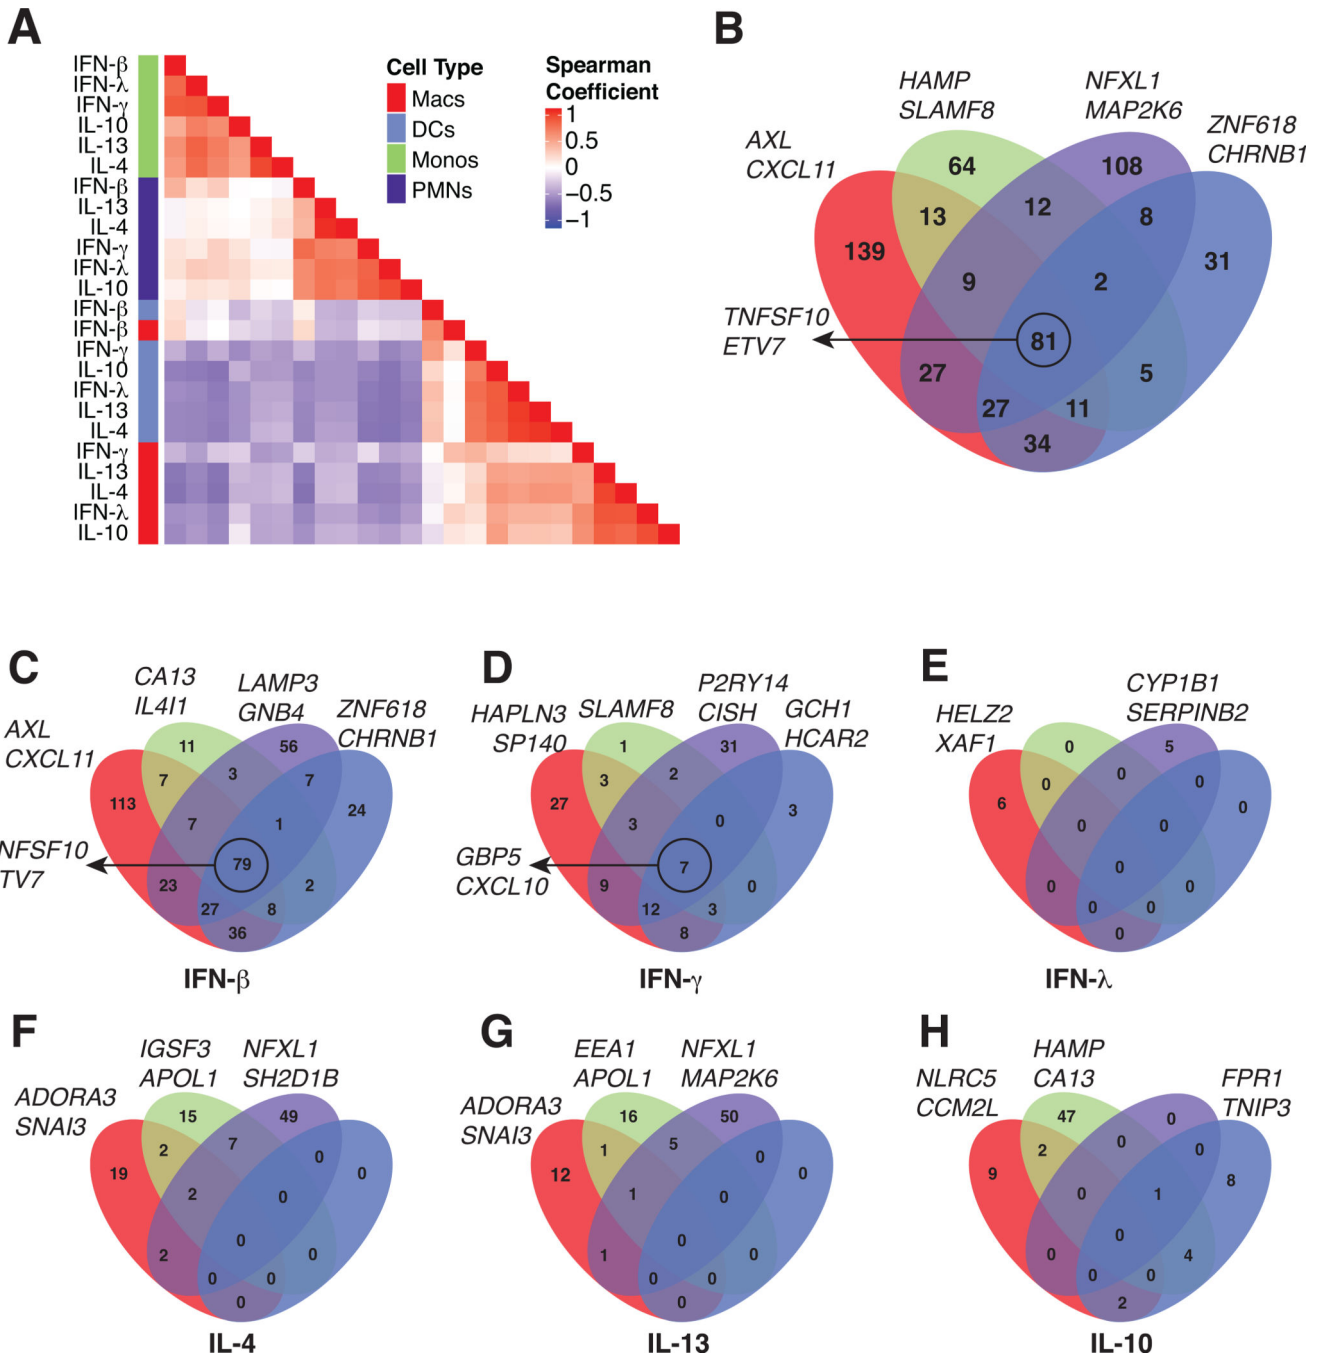 A
IFN-β
IFN-λ
IFN-γ
IL-10
IL-13
IL-4
IFN-β
IL-13
IL-4
IFN-γ
IFN-λ
IL-10
IFN-β
IFN-β
IFN-γ
IL-10
IFN-λ
IL-13
IL-4
IFN-γ
IL-13
IL-4
IFN-λ
IL-10
Cell Type
Macs
DCs
Monos
PMNs
Spearman
Coefficient
1
0.5
0
−0.5
−1
B
HAMP
SLAMF8
NFXL1
MAP2K6
ZNF618
CHRNB1
AXL
CXCL11
64
108
13
12
8
139
31
9
2
TNFSF10
ETV7
81
27
5
27
11
34
C
CA13
IL4I1
LAMP3
GNB4
ZNF618
CHRNB1
AXL
CXCL11
11
56
7
3
7
113
24
7
1
NFSF10
TV7
79
23
2
27
8
36
IFN-β
D
HAPLN3
SP140
SLAMF8
P2RY14
CISH
GCH1
HCAR2
1
31
3
2
27
3
3
0
GBP5
CXCL10
7
9
0
12
3
8
IFN-γ
E
HELZ2
XAF1
CYP1B1
SERPINB2
0
5
0
0
0
6
0
0
0
0
0
0
0
0
0
IFN-λ
F
IGSF3
APOL1
NFXL1
SH2D1B
ADORA3
SNAI3
15
49
2
7
0
19
0
2
0
0
2
0
0
0
0
IL-4
G
EEA1
APOL1
NFXL1
MAP2K6
ADORA3
SNAI3
16
50
1
5
0
12
0
1
0
0
1
0
0
0
0
IL-13
H
HAMP
CA13
NLRC5
CCM2L
FPR1
TNIP3
47
0
2
0
0
9
8
0
1
0
0
4
0
0
2
IL-10